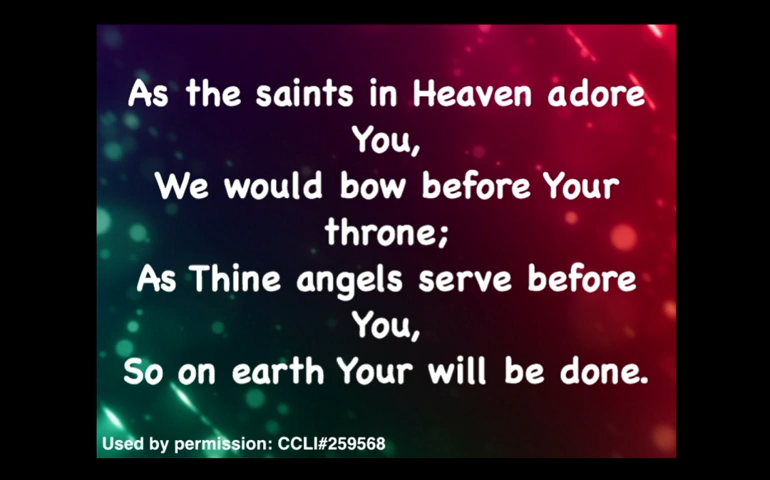 As the saints in Heaven adore
You,
We would bow before Your
throne;
As Thine angels serve before
You,
So on earth Your will be done.
Used by permission: CCLI#259568